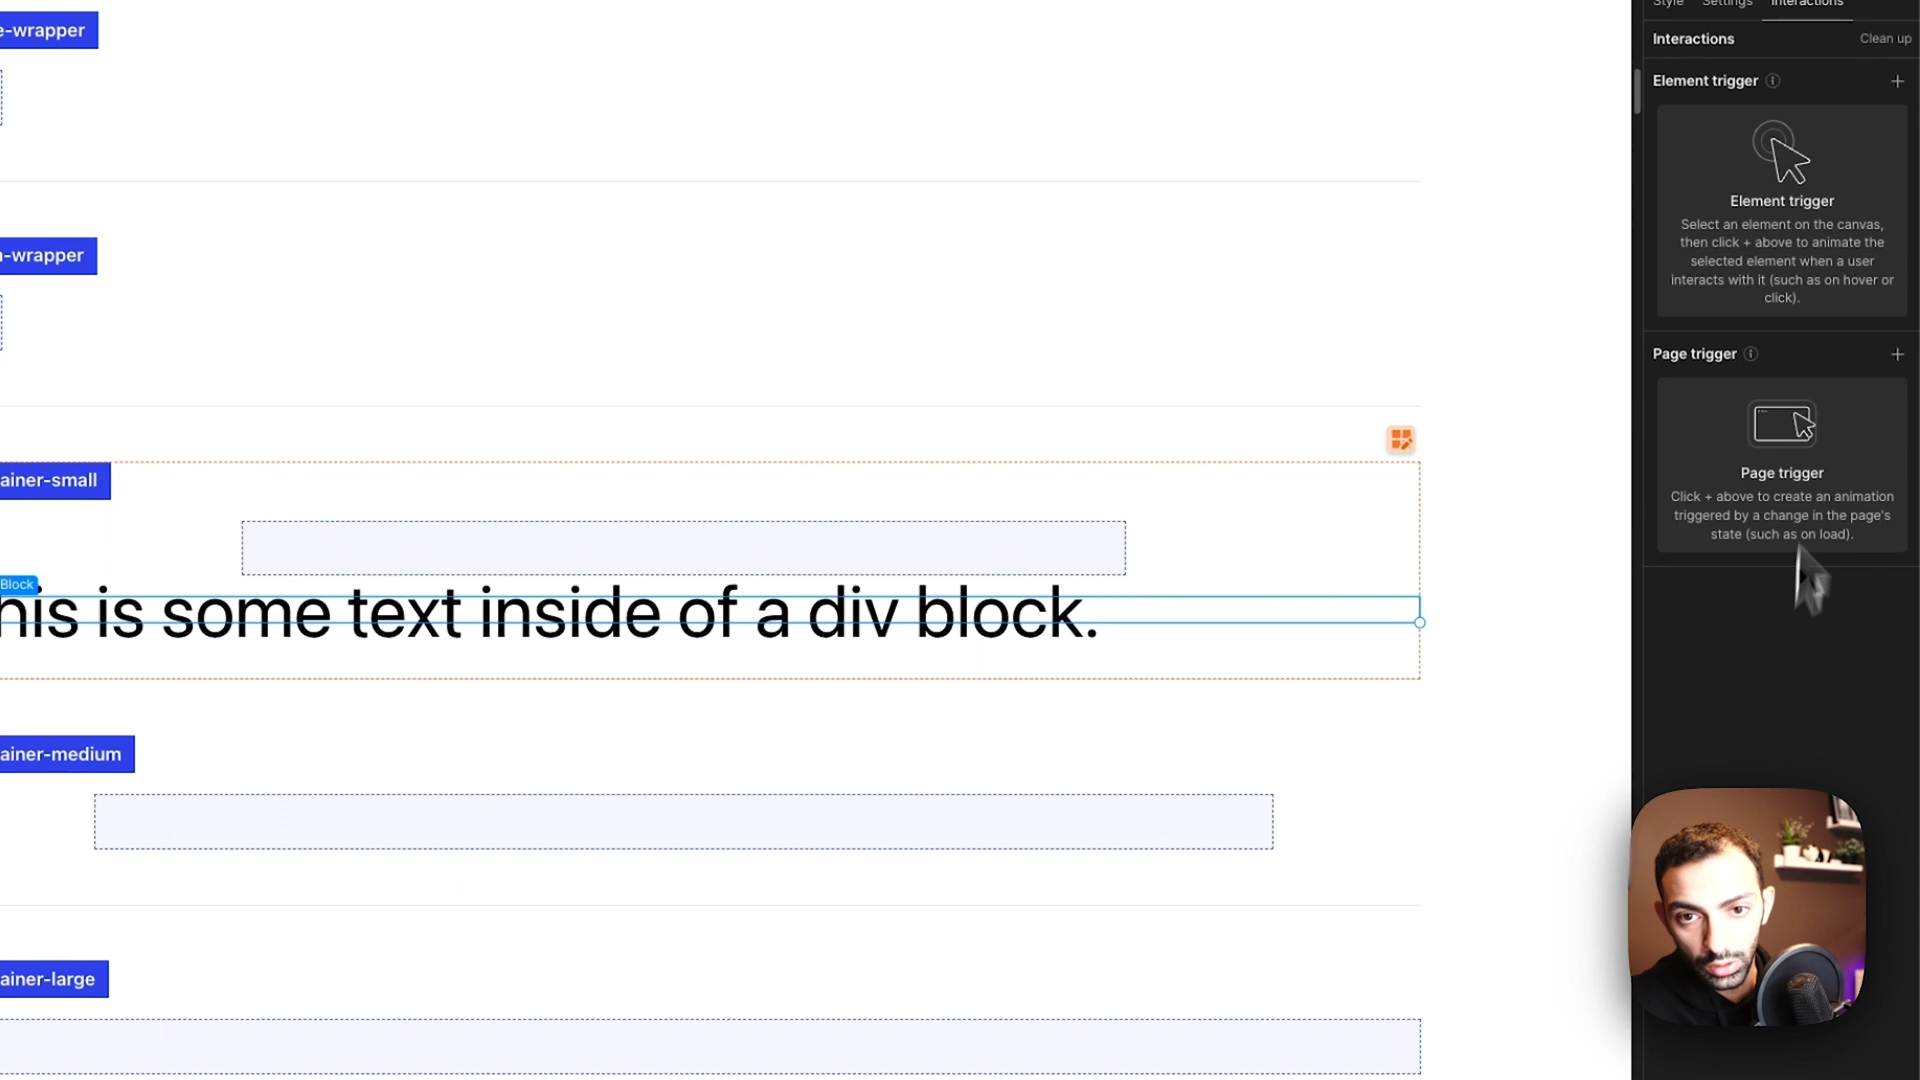 Style Settings Interactions
e-wrapper
Interactions Clean up
Element trigger +
Element trigger
Select an element on the canvas,
then click + above to animate the
selected element when a user
interacts with it (such as on hover or
click).
-wrapper
Page trigger +
Page trigger
Click + above to create an animation
triggered by a change in the page's
state (such as on load).
ainer-small
Block
his is some text inside of a div block.
ainer-medium
ainer-large